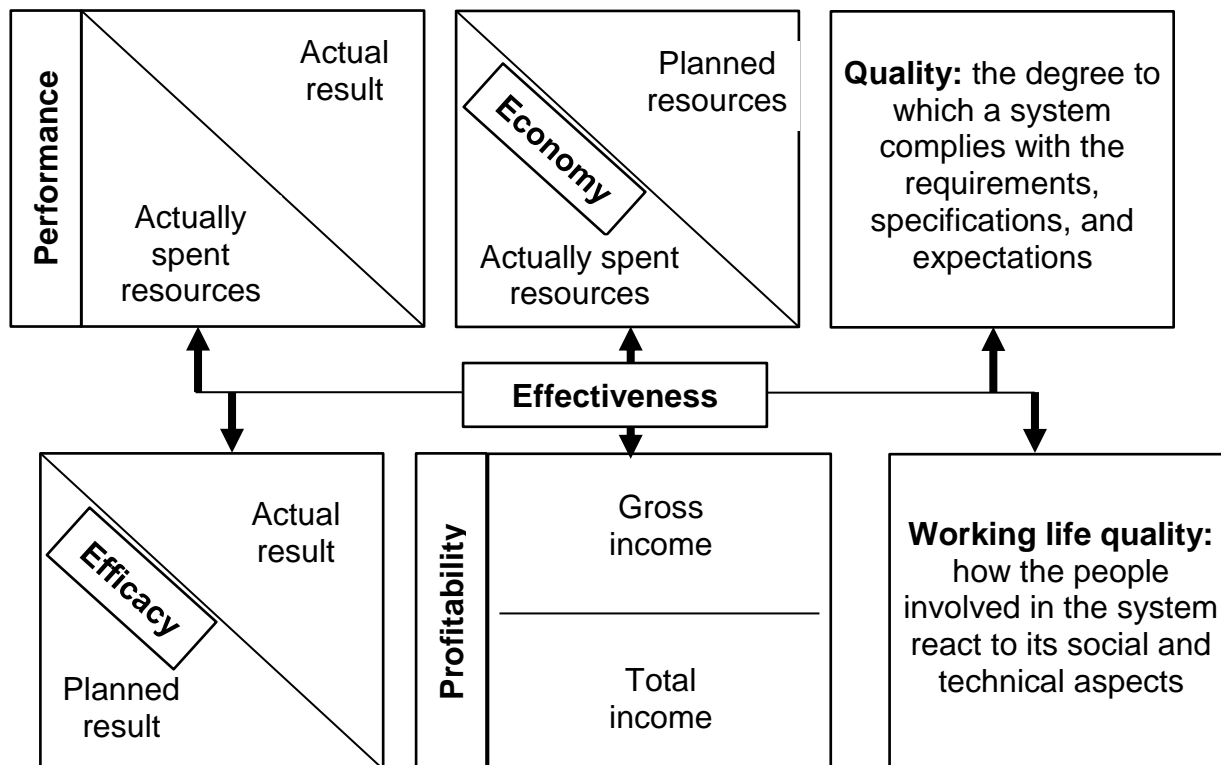 Performance
Actual
result
Actually
spent
resources
Economy
Planned
resources
Actually spent
resources
Quality: the degree to
which a system
complies with the
requirements,
specifications, and
expectations
Effectiveness
Efficacy
Actual
result
Planned
result
Profitability
Gross
income
Total
income
Working life quality:
how the people
involved in the system
react to its social and
technical aspects